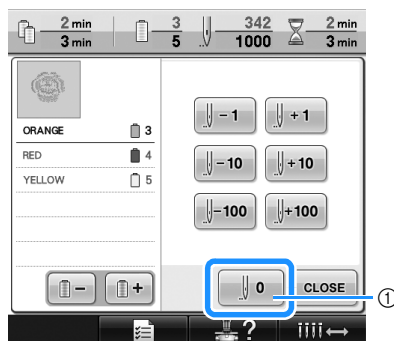 2 min 3 342 2 min
3 min 5 1000 3 min
ORANGE 3
RED 4
YELLOW 5
-1 +1
-10 +10
-100 +100
- + 0 CLOSE
①
?